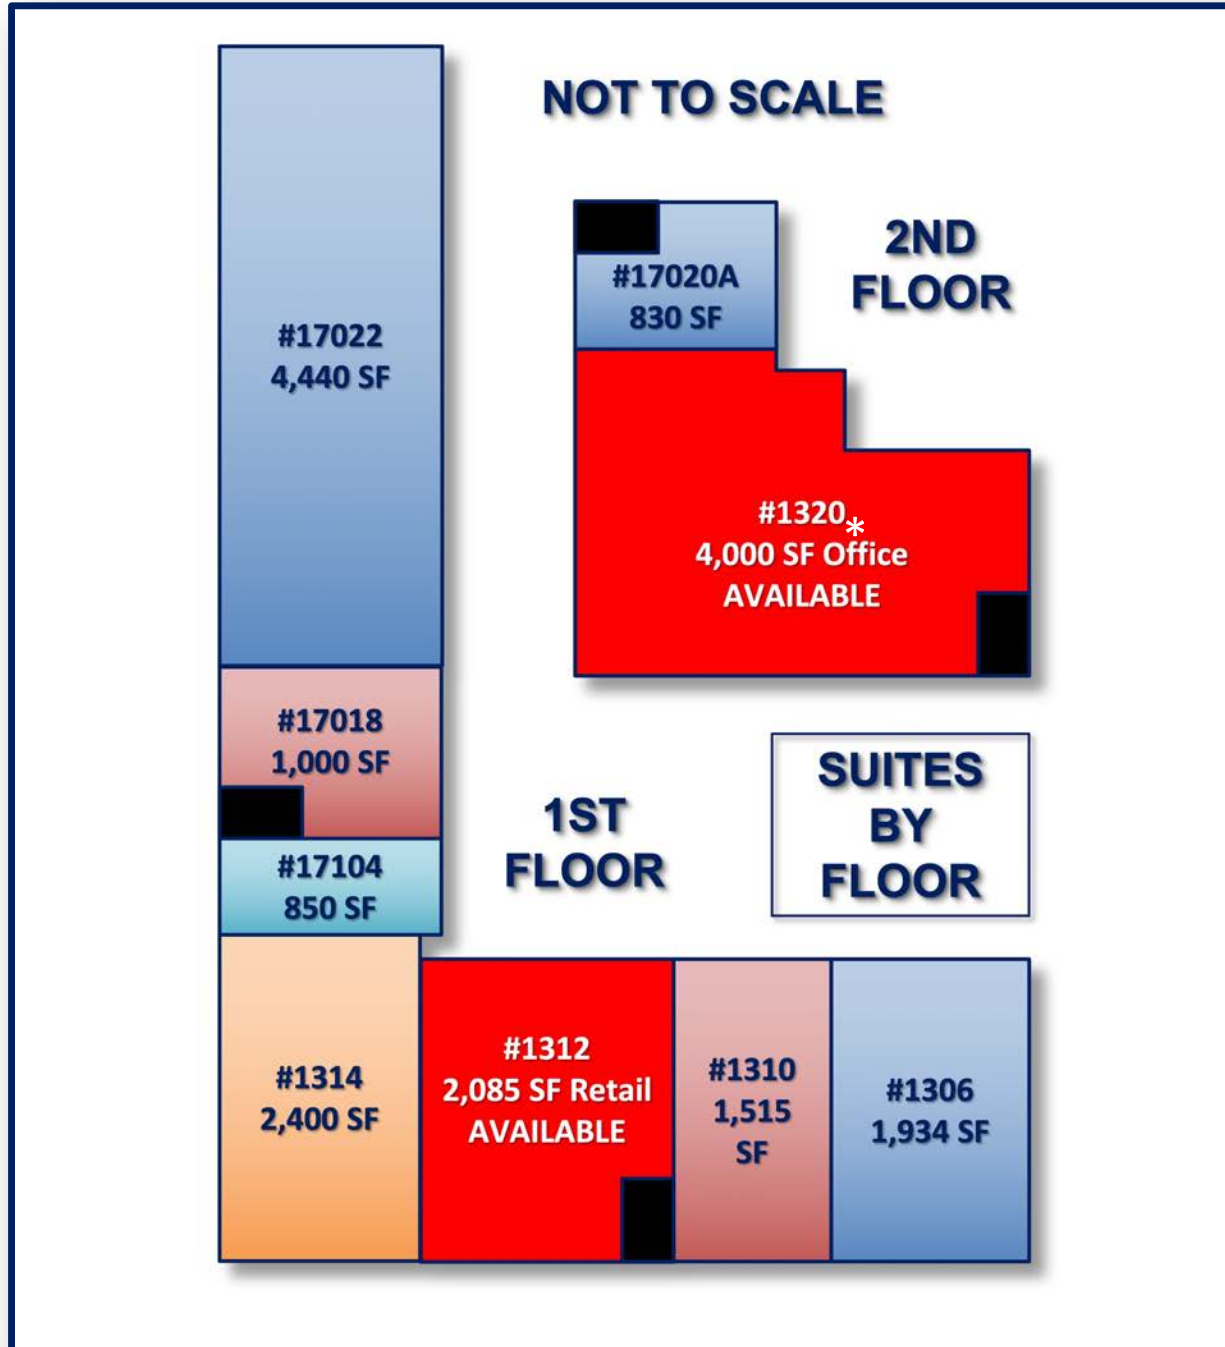 NOT TO SCALE
2ND
FLOOR
#17020A
830 SF
#17022
4,440 SF
#1320
*
4,000 SF Office
AVAILABLE
#17018
1,000 SF
SUITES
BY
FLOOR
1ST
FLOOR
#17104
850 SF
#1314
2,400 SF
#1312
2,085 SF Retail
AVAILABLE
#1310
1,515
SF
#1306
1,934 SF